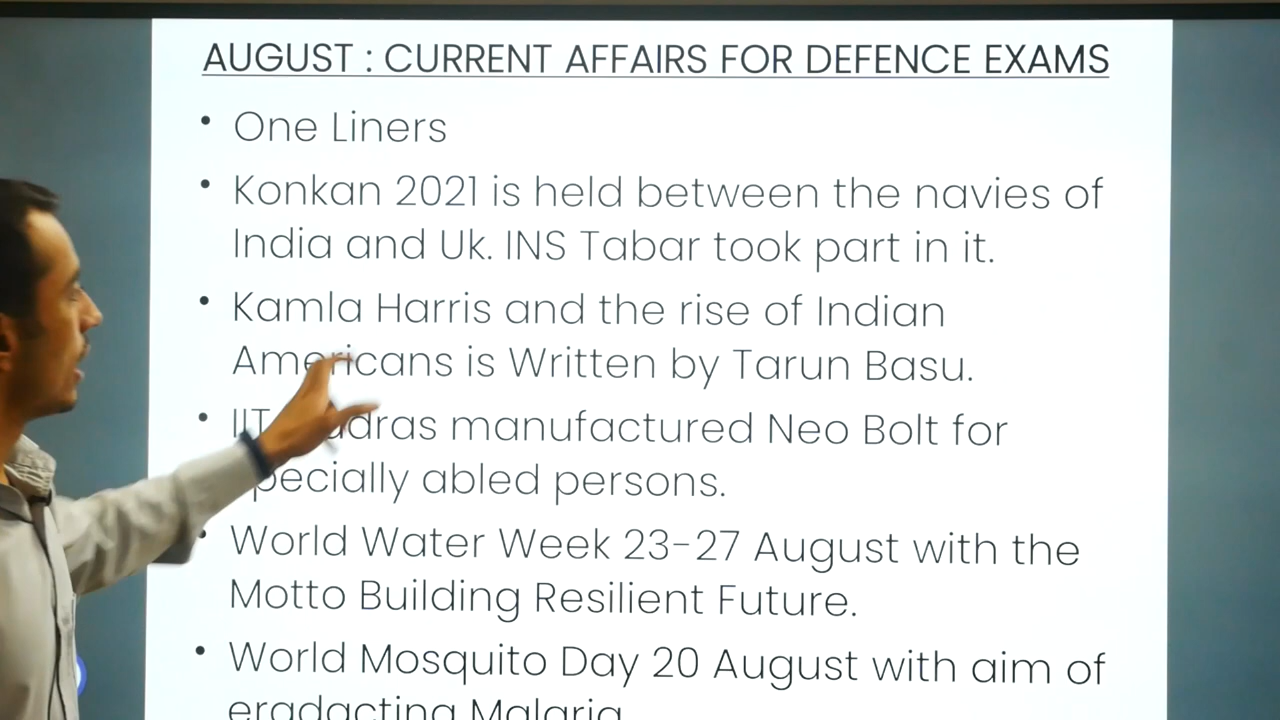 AUGUST : CURRENT AFFAIRS FOR DEFENCE EXAMS
• One Liners
• Konkan 2021 is held between the navies of
India and Uk. INS Tabar took part in it.
• Kamla Harris and the rise of Indian
Americans is Written by Tarun Basu.
• IIT manufactured Neo Bolt for
abled persons.
• World Water Week 23-27 August with the
Motto Building Resilient Future.
• World Mosquito Day 20 August with aim of
eradacting Malaria